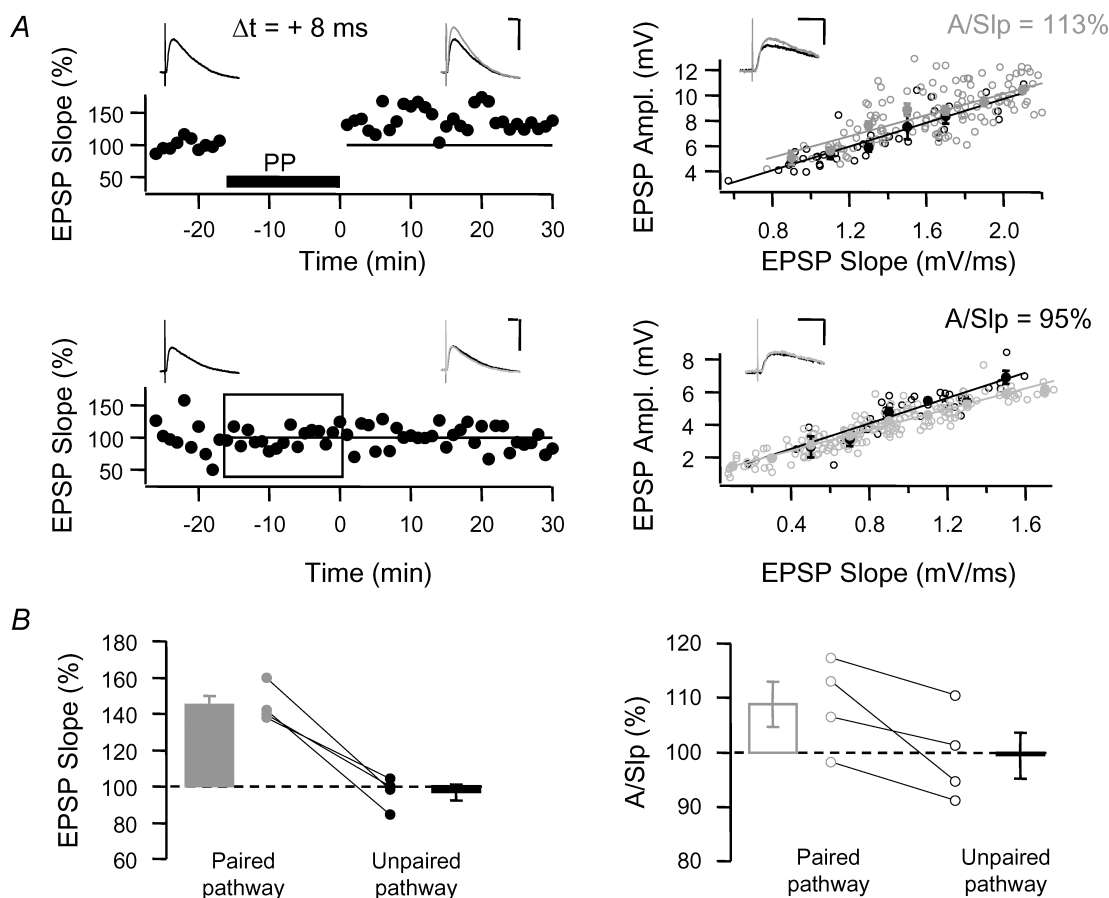 A
Δt = + 8 ms
EPSP Slope (%)
150
100
50
PP
-20 -10 0 10 20 30
Time (min)
A/Slp = 113%
EPSP Ampl. (mV)
12
10
8
6
4
0.8 1.2 1.6 2.0
EPSP Slope (mV/ms)
EPSP Slope (%)
150
100
50
-20 -10 0 10 20 30
Time (min)
A/Slp = 95%
EPSP Ampl. (mV)
8
6
4
2
0.4 0.8 1.2 1.6
EPSP Slope (mV/ms)
B
EPSP Slope (%)
180
160
140
120
100
80
60
Paired pathway
Unpaired pathway
A/Slp (%)
120
110
100
90
80
Paired pathway
Unpaired pathway